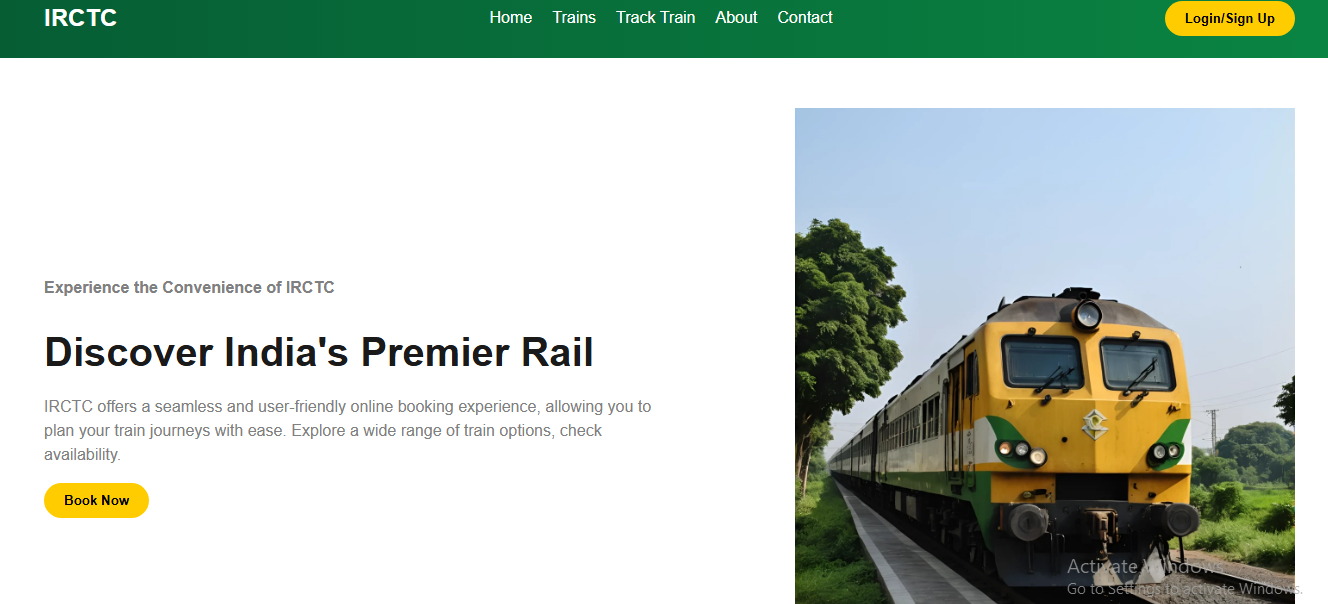 IRCTC
Home Trains Track Train About Contact
Login/Sign Up
Experience the Convenience of IRCTC
Discover India's Premier Rail
IRCTC offers a seamless and user-friendly online booking experience, allowing you to
plan your train journeys with ease. Explore a wide range of train options, check
availability.
Book Now
Activate Windows
Go to Settings to activate Windows.